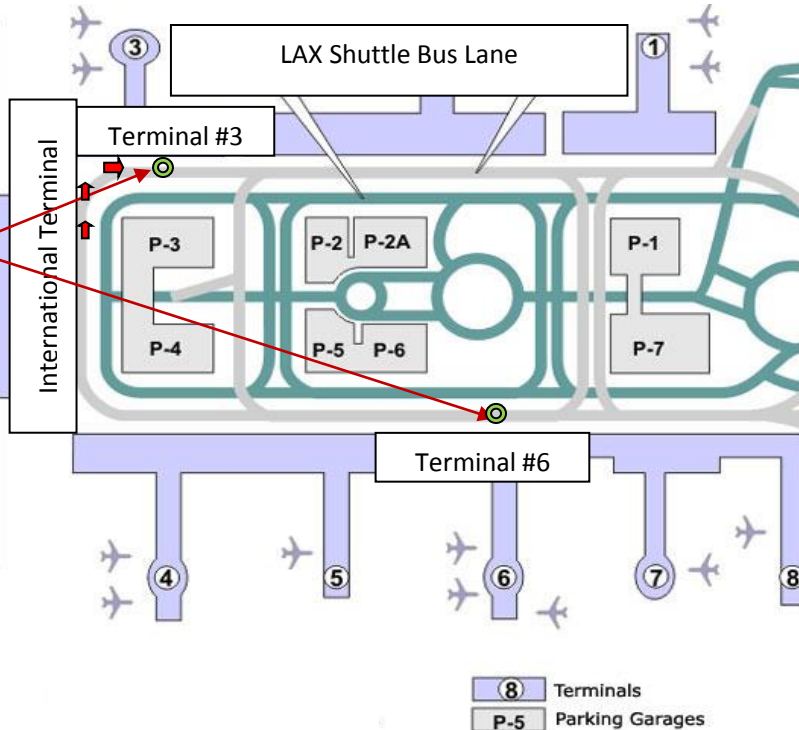 3
LAX Shuttle Bus Lane
1
Terminal #3
International Terminal
P-3
P-2
P-2A
P-1
P-4
P-5
P-6
P-7
Terminal #6
4
5
6
7
8
8 Terminals
P-5 Parking Garages